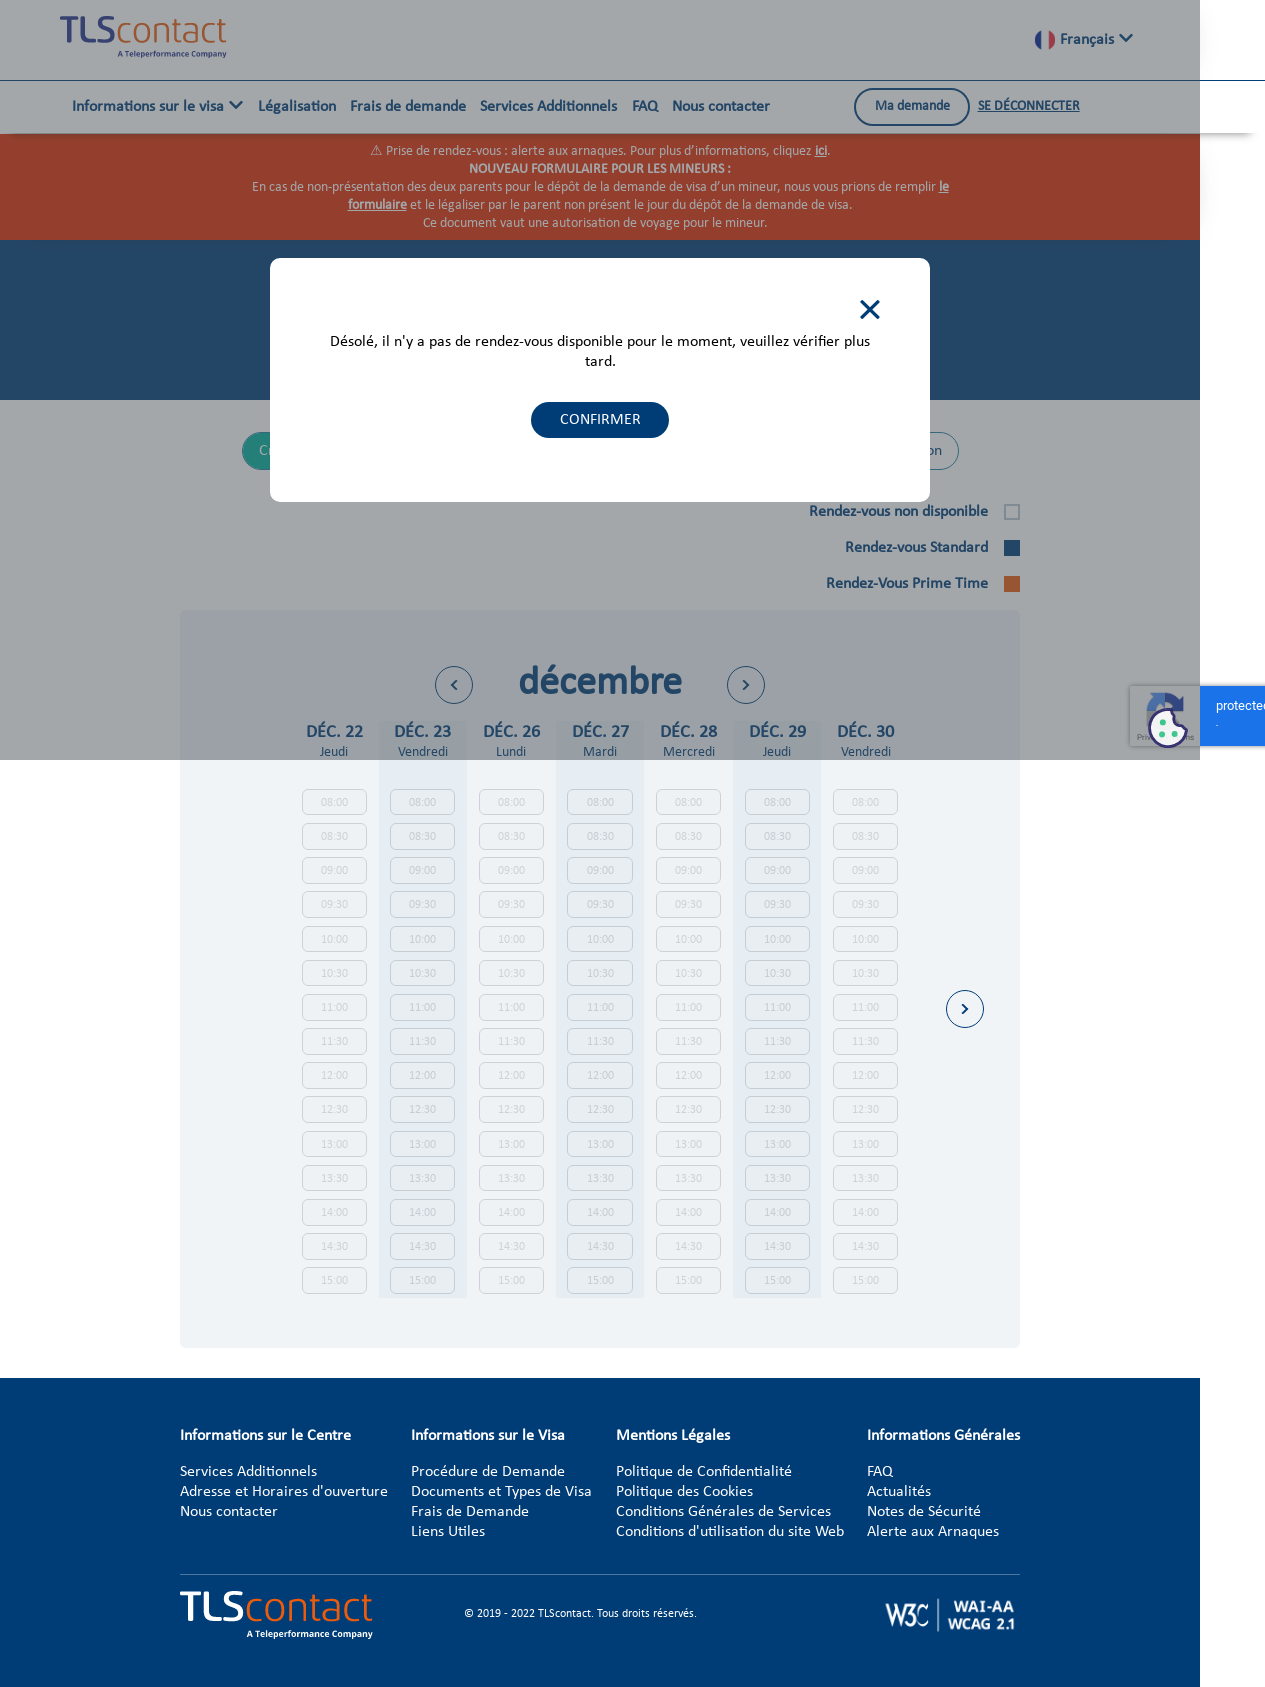 TLScontact
A Teleperformance Company
Français
Informations sur le visa Légalisation Frais de demande Services Additionnels FAQ Nous contacter Ma demande SE DÉCONNECTER
⚠ Prise de rendez-vous : alerte aux arnaques. Pour plus d’informations, cliquez ici.
NOUVEAU FORMULAIRE POUR LES MINEURS :
En cas de non-présentation des deux parents pour le dépôt de la demande de visa d’un mineur, nous vous prions de remplir le
formulaire et le légaliser par le parent non présent le jour du dépôt de la demande de visa.
Ce document vaut une autorisation de voyage pour le mineur.
Désolé, il n'y a pas de rendez-vous disponible pour le moment, veuillez vérifier plus
tard.
CONFIRMER
Rendez-vous non disponible
Rendez-vous Standard
Rendez-Vous Prime Time
décembre
protected
DÉC. 22 DÉC. 23 DÉC. 26 DÉC. 27 DÉC. 28 DÉC. 29 DÉC. 30
Jeudi Vendredi Lundi Mardi Mercredi Jeudi Vendredi
08:00 08:00 08:00 08:00 08:00 08:00 08:00
08:30 08:30 08:30 08:30 08:30 08:30 08:30
09:00 09:00 09:00 09:00 09:00 09:00 09:00
09:30 09:30 09:30 09:30 09:30 09:30 09:30
10:00 10:00 10:00 10:00 10:00 10:00 10:00
10:30 10:30 10:30 10:30 10:30 10:30 10:30
11:00 11:00 11:00 11:00 11:00 11:00 11:00
11:30 11:30 11:30 11:30 11:30 11:30 11:30
12:00 12:00 12:00 12:00 12:00 12:00 12:00
12:30 12:30 12:30 12:30 12:30 12:30 12:30
13:00 13:00 13:00 13:00 13:00 13:00 13:00
13:30 13:30 13:30 13:30 13:30 13:30 13:30
14:00 14:00 14:00 14:00 14:00 14:00 14:00
14:30 14:30 14:30 14:30 14:30 14:30 14:30
15:00 15:00 15:00 15:00 15:00 15:00 15:00
Informations sur le Centre Informations sur le Visa Mentions Légales Informations Générales
Services Additionnels Procédure de Demande Politique de Confidentialité FAQ
Adresse et Horaires d'ouverture Documents et Types de Visa Politique des Cookies Actualités
Nous contacter Frais de Demande Conditions Générales de Services Notes de Sécurité
Liens Utiles Conditions d'utilisation du site Web Alerte aux Arnaques
TLScontact
A Teleperformance Company
© 2019 - 2022 TLScontact. Tous droits réservés.
W3C WAI-AA
WCAG 2.1